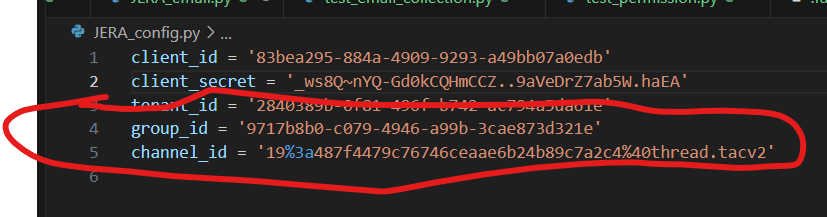 JERA_email.py test_email_collection.py test_permission.py
JERA_config.py > ...
1 client_id = '83bea295-884a-4909-9293-a49bb07a0edb'
2 client_secret = '_ws8Q~nYQ-Gd0kCQHmCCZ..9aVeDrZ7ab5W.haEA'
3 tenant_id =
4 group_id = '9717b8b0-c079-4946-a99b-3cae873d321e'
5 channel_id = '19%3a487f4479c76746ceaae6b24b89c7a2c4%40thread.tacv2'
6